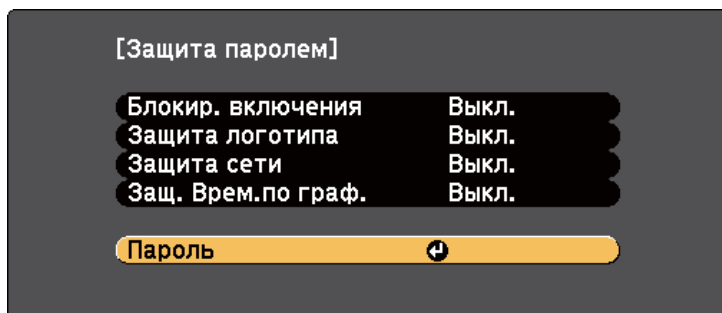 [Защита паролем]
Блокир. включения Выкл.
Защита логотипа Выкл.
Защита сети Выкл.
Защ. Врем.по граф. Выкл.
Пароль